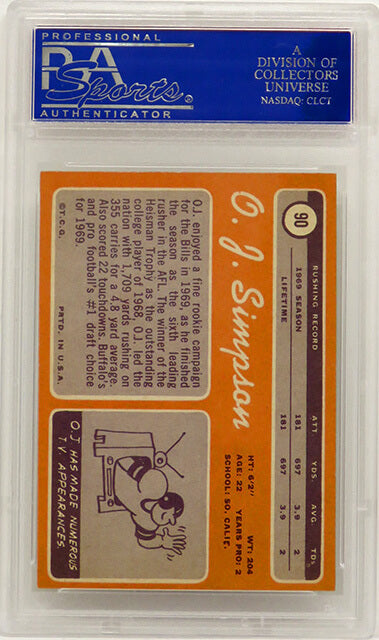 PROFESSIONAL
PSA
Sports®
AUTHENTICATOR
A
DIVISION OF
COLLECTORS
UNIVERSE
NASDAQ: CLCT
90
RUSHING RECORD ATT YDS. AVG. TDs
1969 SEASON 181 697 3.9 2
LIFETIME 181 697 3.9 2
O. J. Simpson
HT: 6/2" WT: 204
AGE: 22 YEARS PRO: 2
SCHOOL: SO. CALIF.
O.J. enjoyed a fine rookie campaign
for the Bills in 1969, as he finished
the season as the sixth leading
rusher in the AFL. The winner of the
Heisman Trophy as the outstanding
college player of 1968, O.J. led the
nation with 1,709 yards rushing on
355 carries for a 4.8 yard average.
Also scored 22 touchdowns. Buffalo's
and pro football's #1 draft choice
for 1969.
© T.C.G. PRTD. IN U.S.A.
O.J. HAS MADE NUMEROUS
T.V. APPEARANCES.